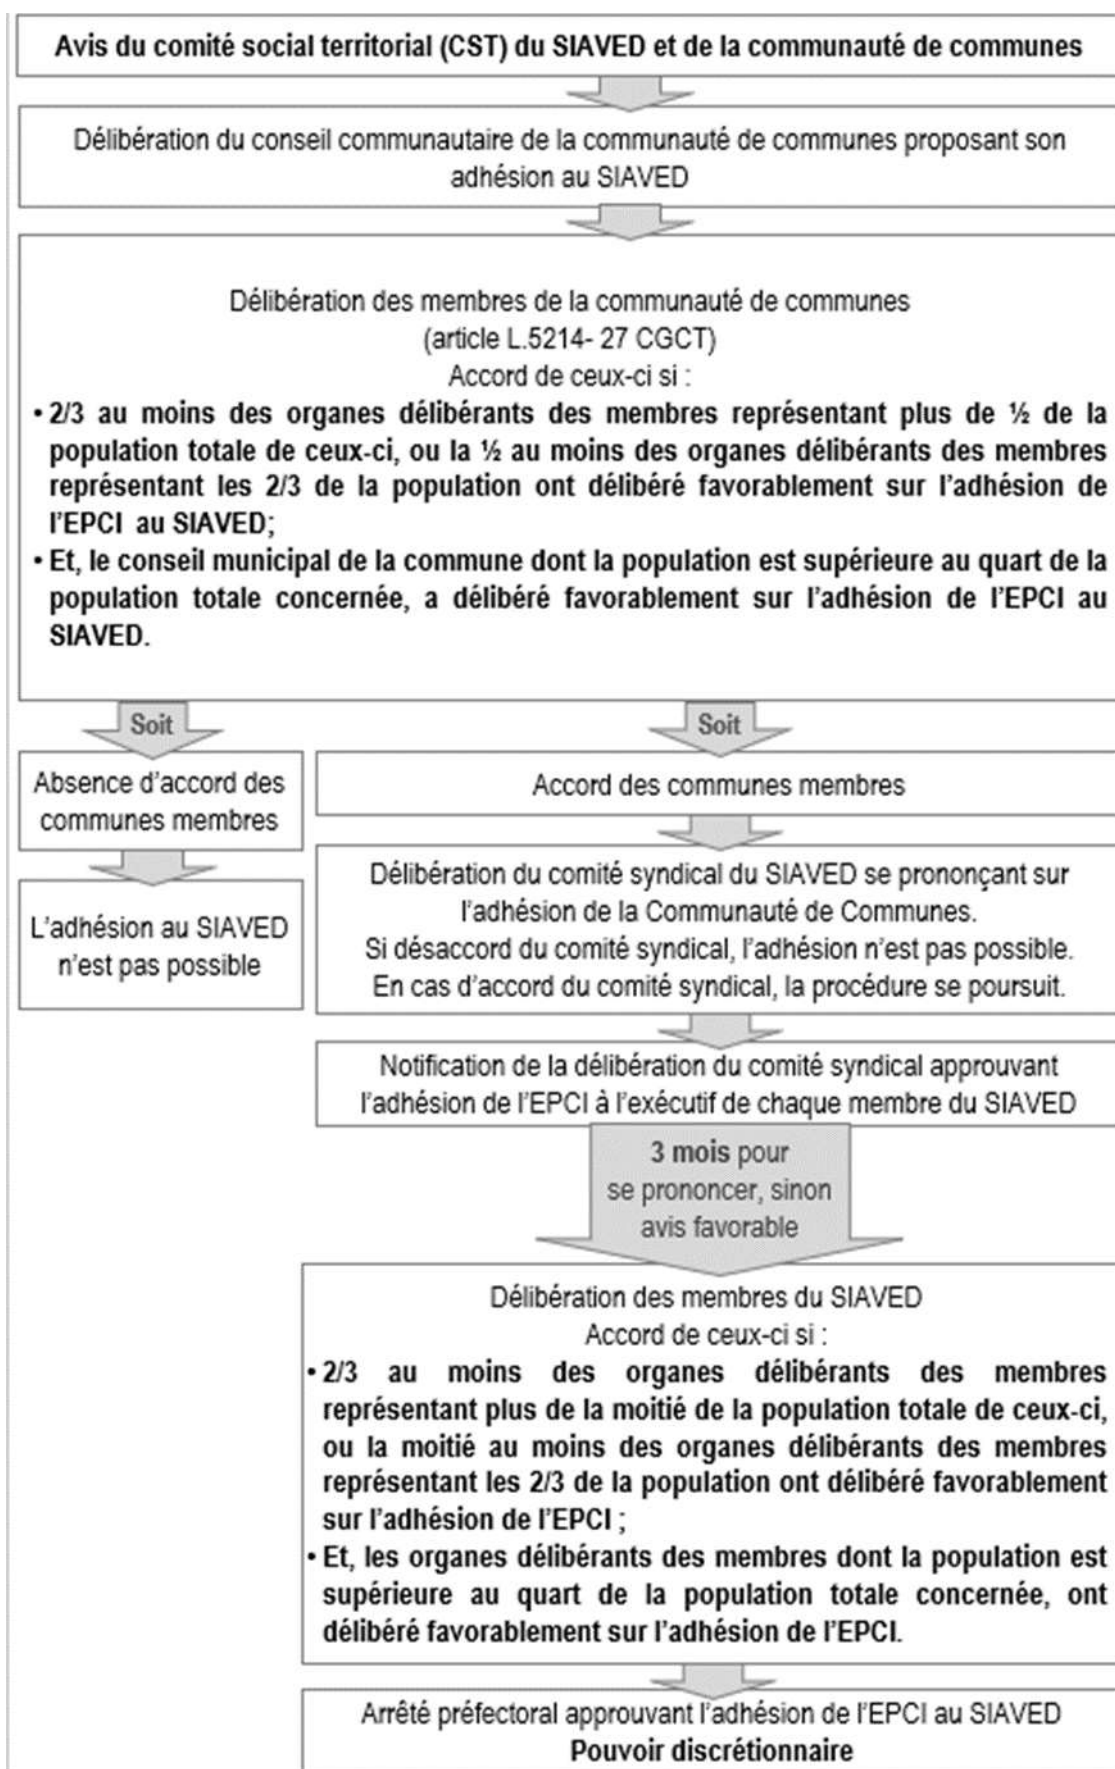 Avis du comité social territorial (CST) du SIAVED et de la communauté de communes
Délibération du conseil communautaire de la communauté de communes proposant son
adhésion au SIAVED
Délibération des membres de la communauté de communes
(article L.5214- 27 CGCT)
Accord de ceux-ci si :
• 2/3 au moins des organes délibérants des membres représentant plus de ½ de la
population totale de ceux-ci, ou la ½ au moins des organes délibérants des membres
représentant les 2/3 de la population ont délibéré favorablement sur l'adhésion de
l'EPCI au SIAVED;
• Et, le conseil municipal de la commune dont la population est supérieure au quart de la
population totale concernée, a délibéré favorablement sur l'adhésion de l'EPCI au
SIAVED.
Soit
Absence d'accord des
communes membres
L'adhésion au SIAVED
n'est pas possible
Soit
Accord des communes membres
Délibération du comité syndical du SIAVED se prononçant sur
l'adhésion de la Communauté de Communes.
Si désaccord du comité syndical, l'adhésion n'est pas possible.
En cas d'accord du comité syndical, la procédure se poursuit.
Notification de la délibération du comité syndical approuvant
l'adhésion de l'EPCI à l'exécutif de chaque membre du SIAVED
3 mois pour
se prononcer, sinon
avis favorable
Délibération des membres du SIAVED
Accord de ceux-ci si :
• 2/3 au moins des organes délibérants des membres
représentant plus de la moitié de la population totale de ceux-ci,
ou la moitié au moins des organes délibérants des membres
représentant les 2/3 de la population ont délibéré favorablement
sur l'adhésion de l'EPCI ;
• Et, les organes délibérants des membres dont la population est
supérieure au quart de la population totale concernée, ont
délibéré favorablement sur l'adhésion de l'EPCI.
Arrêté préfectoral approuvant l'adhésion de l'EPCI au SIAVED
Pouvoir discrétionnaire